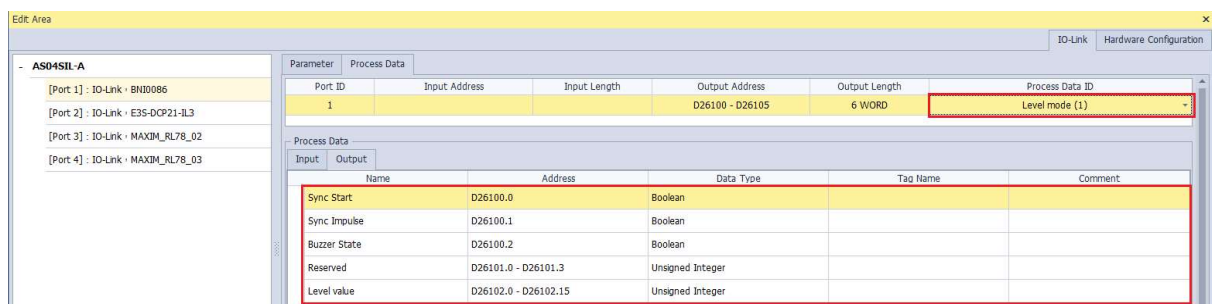 Edit Area
x
IO-Link Hardware Configuration
- AS04SIL-A
[Port 1] : IO-Link, BNI0086
[Port 2] : IO-Link, E3S-DCP21-IL3
[Port 3] : IO-Link, MAXIM_RL78_02
[Port 4] : IO-Link, MAXIM_RL78_03
Parameter Process Data
Port ID Input Address Input Length Output Address Output Length Process Data ID
1 D26100 - D26105 6 WORD Level mode (1)
Process Data
Input Output
Name Address Data Type Tag Name Comment
Sync Start D26100.0 Boolean
Sync Impulse D26100.1 Boolean
Buzzer State D26100.2 Boolean
Reserved D26101.0 - D26101.3 Unsigned Integer
Level value D26102.0 - D26102.15 Unsigned Integer